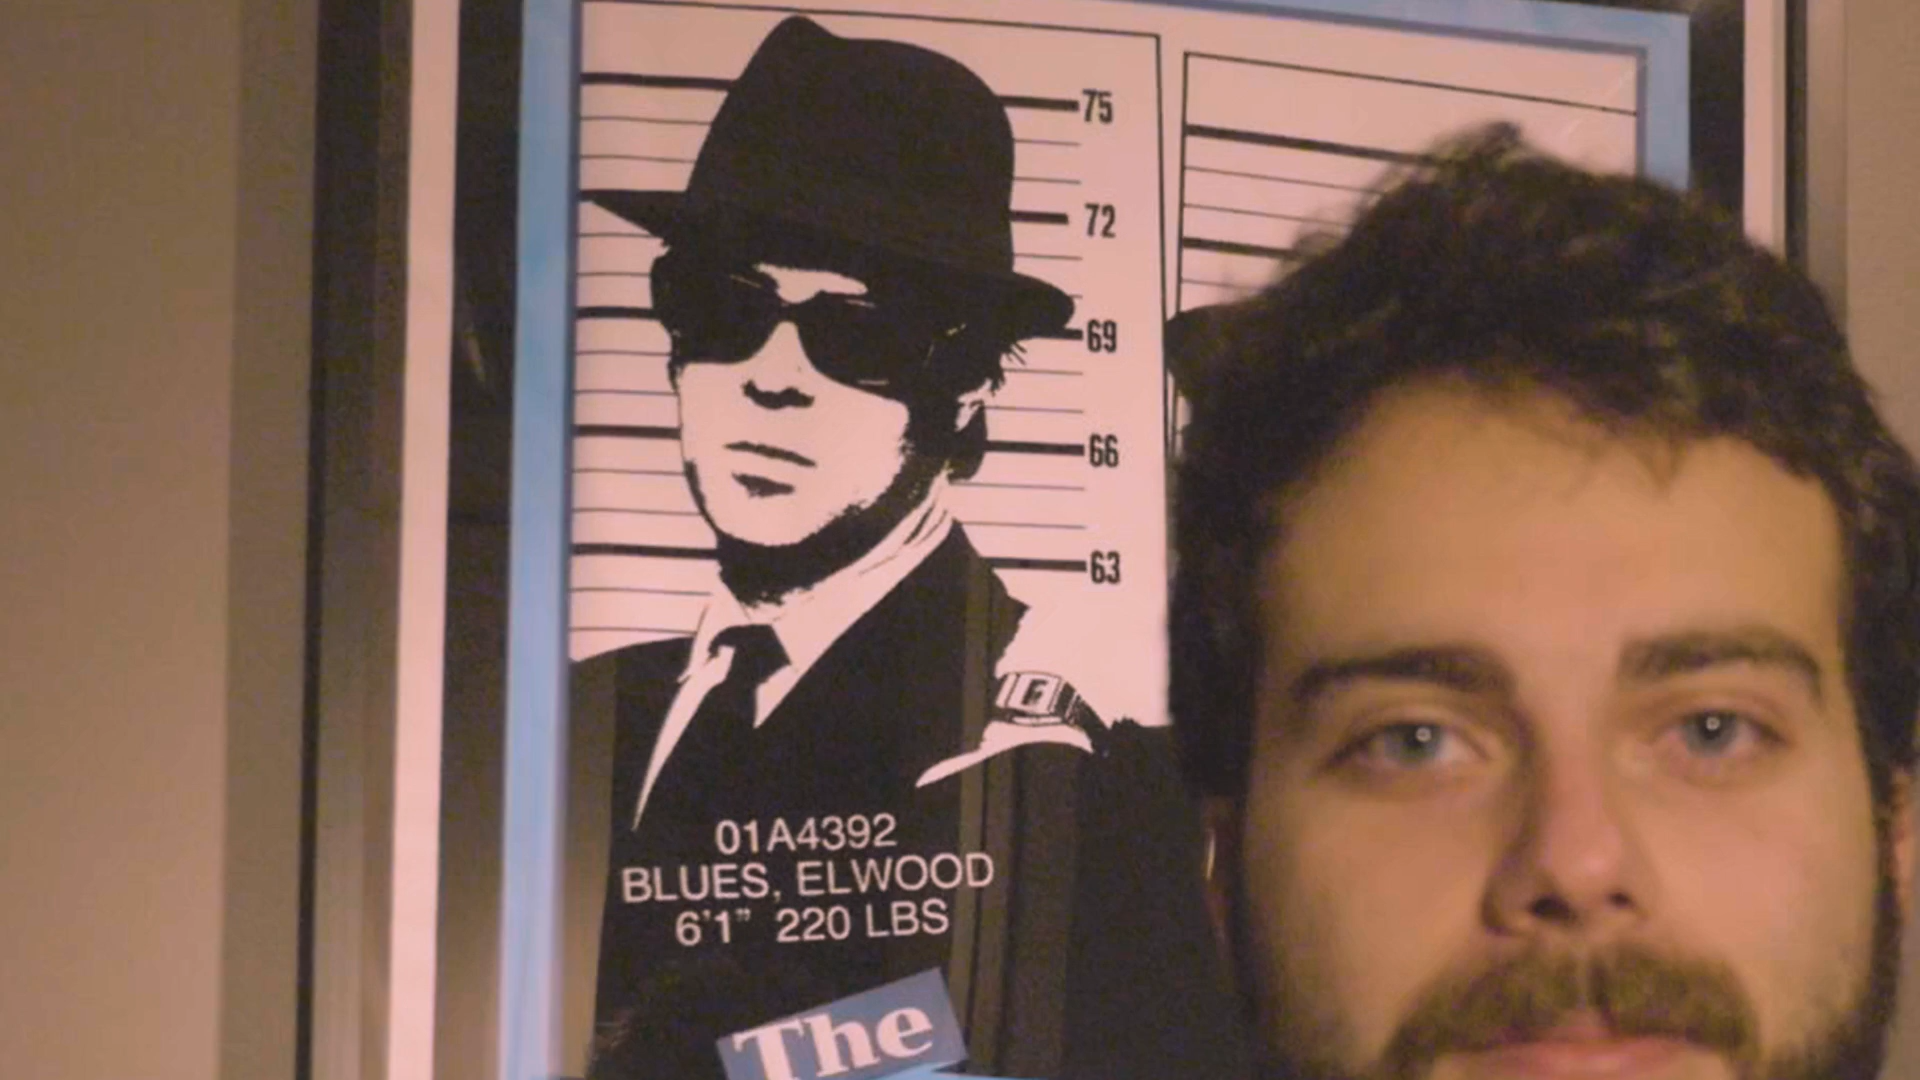 75
72
69
66
63
01A4392
BLUES, ELWOOD
6'1" 220 LBS
The